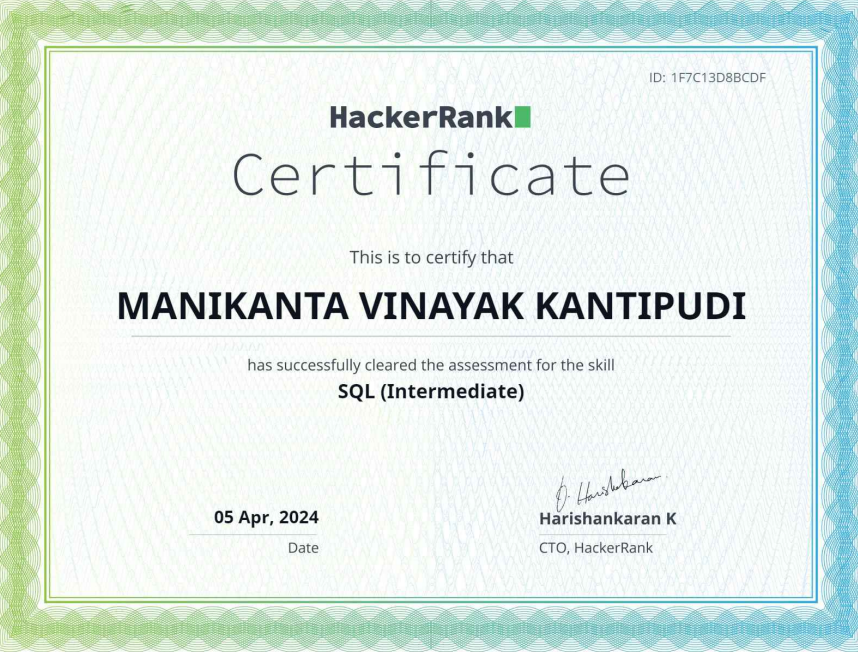 ID: 1F7C13D8BCDF
HackerRank
Certificate
This is to certify that
MANIKANTA VINAYAK KANTIPUDI
has successfully cleared the assessment for the skill
SQL (Intermediate)
05 Apr, 2024
Date
Harishankaran K
CTO, HackerRank